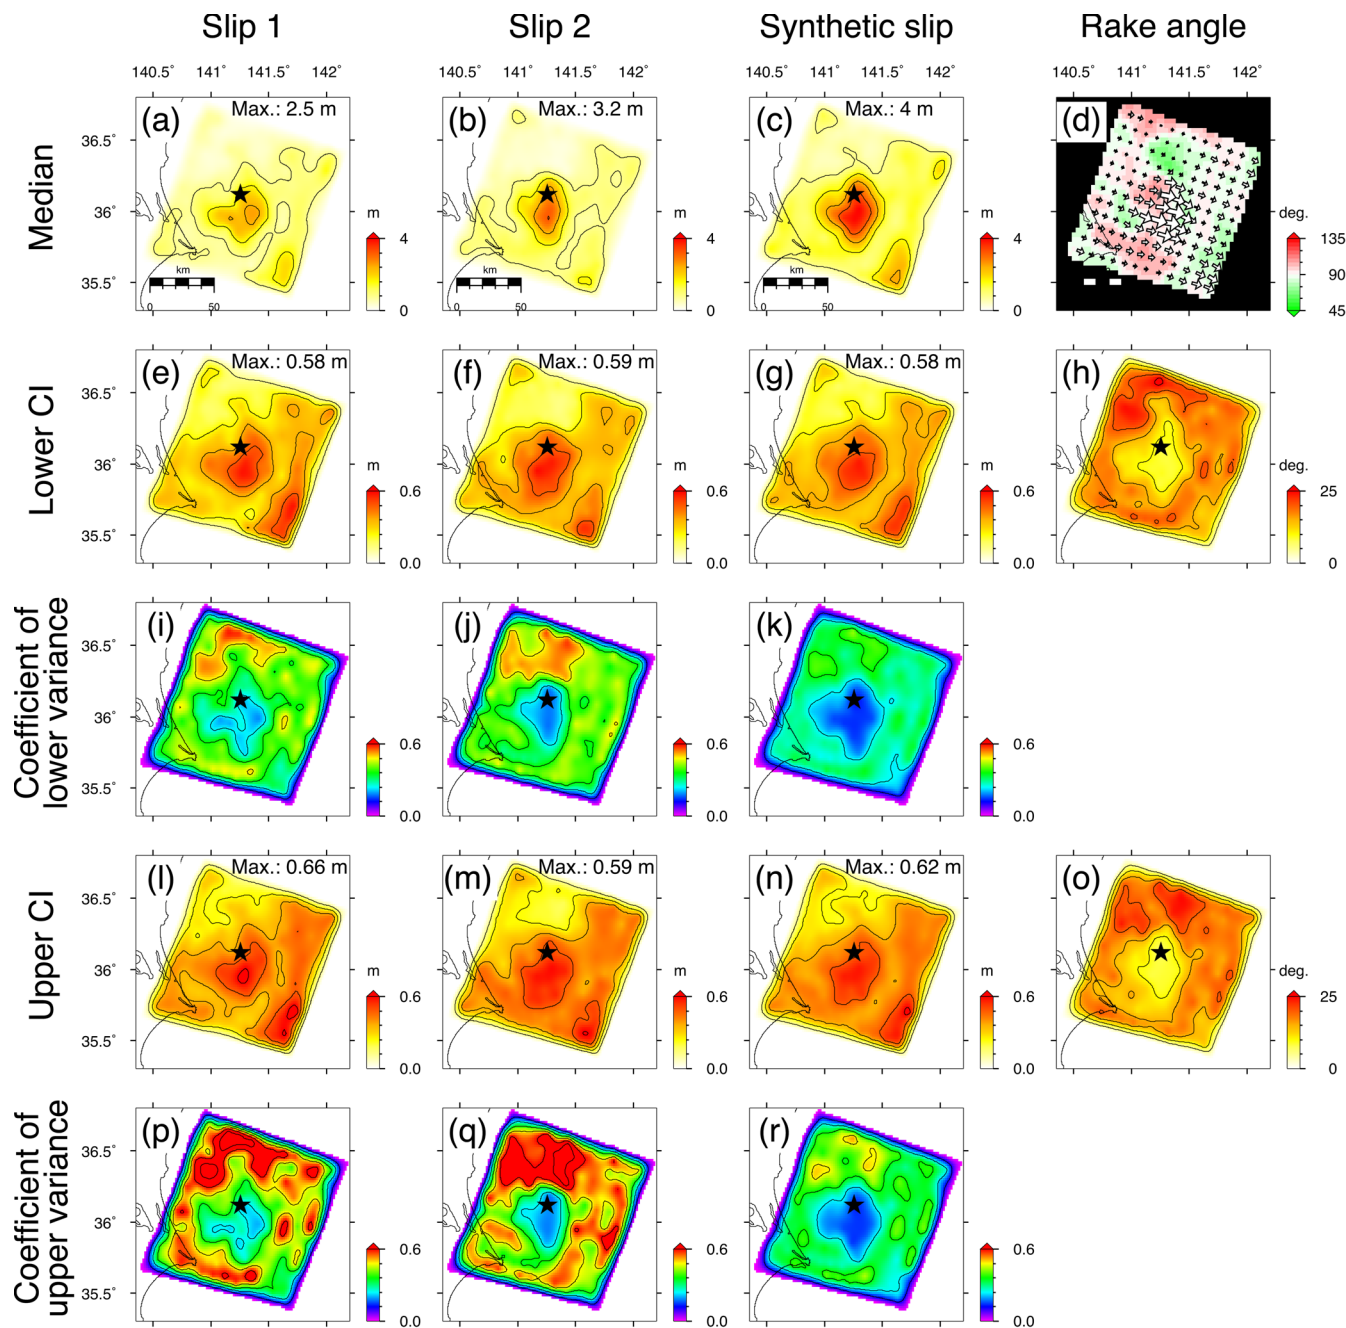 Slip 1 Slip 2 Synthetic slip Rake angle
140.5° 141° 141.5° 142° 140.5° 141° 141.5° 142° 140.5° 141° 141.5° 142° 140.5° 141° 141.5° 142°
Median
36.5°
36°
35.5°
(a) Max.: 2.5 m
km
0 50
m
4
0
(b) Max.: 3.2 m
km
0 50
m
4
0
(c) Max.: 4 m
km
0 50
m
4
0
(d)
deg.
135
90
45
Lower CI
36.5°
36°
35.5°
(e) Max.: 0.58 m
m
0.6
0.0
(f) Max.: 0.59 m
m
0.6
0.0
(g) Max.: 0.58 m
m
0.6
0.0
(h)
deg.
25
0
Coefficient of
lower variance
36.5°
36°
35.5°
(i)
0.6
0.0
(j)
0.6
0.0
(k)
0.6
0.0
Upper CI
36.5°
36°
35.5°
(l) Max.: 0.66 m
m
0.6
0.0
(m) Max.: 0.59 m
m
0.6
0.0
(n) Max.: 0.62 m
m
0.6
0.0
(o)
deg.
25
0
Coefficient of
upper variance
36.5°
36°
35.5°
(p)
0.6
0.0
(q)
0.6
0.0
(r)
0.6
0.0